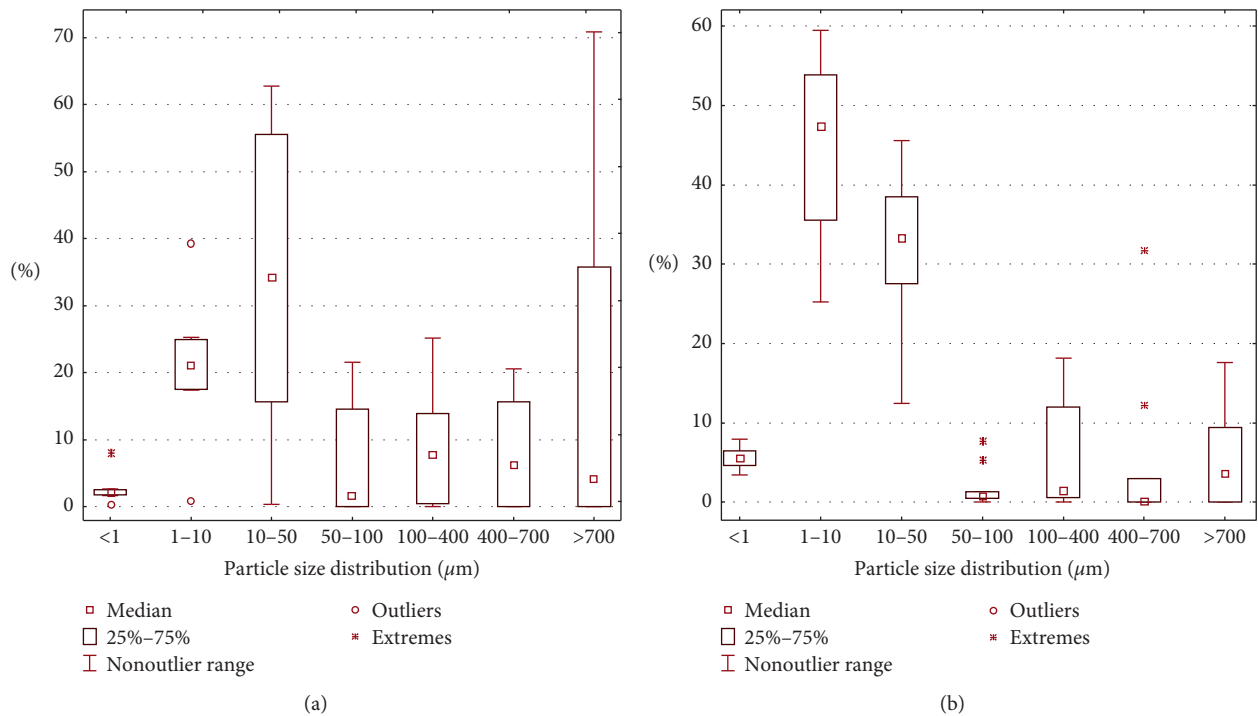 70
60
50
40
(%)
30
20
10
0
<1 1–10 10–50 50–100 100–400 400–700 >700
Particle size distribution (μm)
Median
25%–75%
Nonoutlier range
Outliers
Extremes
(a)
60
50
40
(%)
30
20
10
0
<1 1–10 10–50 50–100 100–400 400–700 >700
Particle size distribution (μm)
Median
25%–75%
Nonoutlier range
Outliers
Extremes
(b)